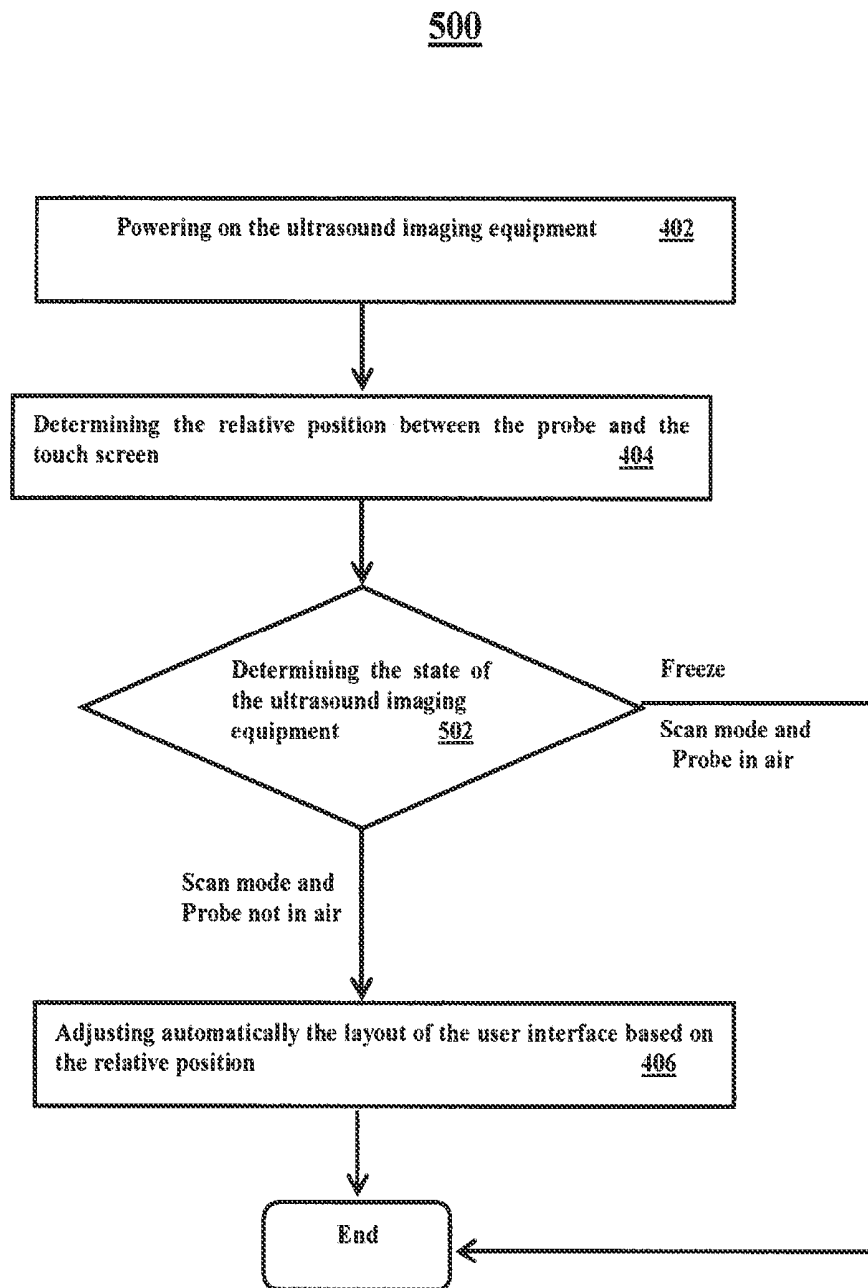 500
Powering on the ultrasound imaging equipment 402
Determining the relative position between the probe and the
touch screen 404
Determining the state of
the ultrasound imaging
equipment 502
Freeze
Scan mode and
Probe in air
Scan mode and
Probe not in air
Adjusting automatically the layout of the user interface based on
the relative position 406
End